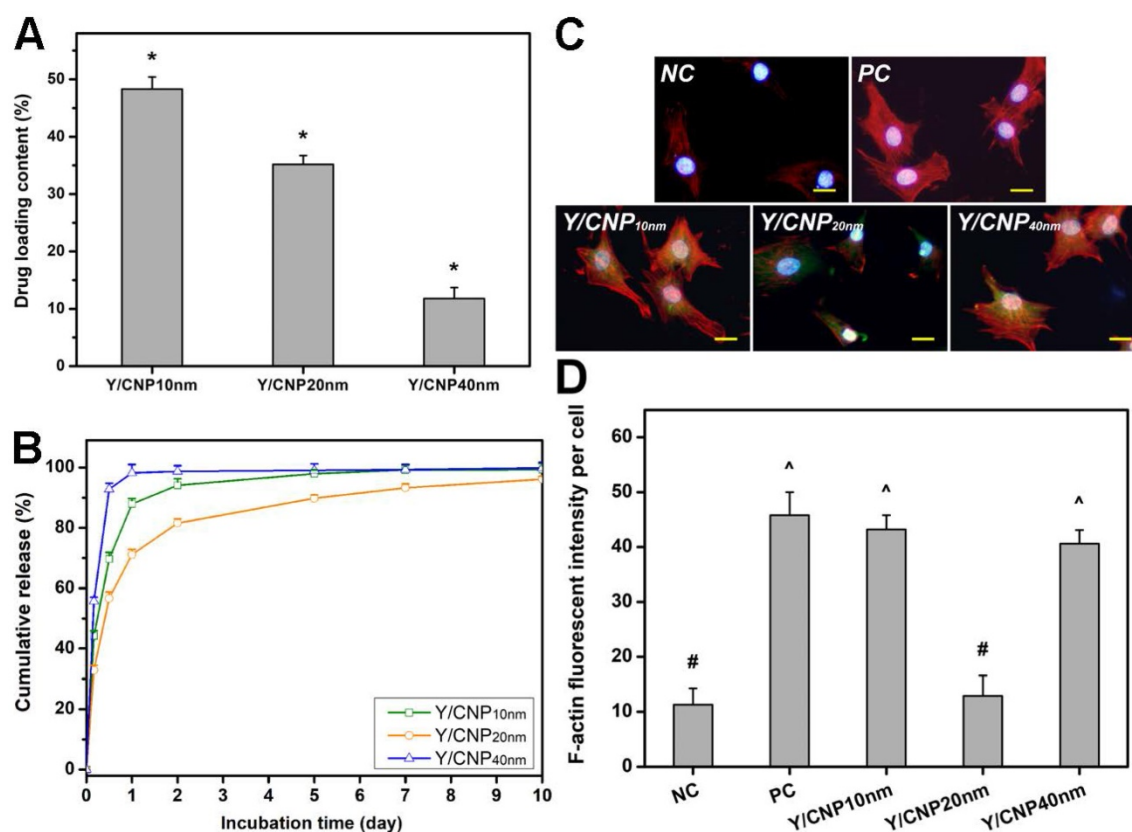 A
Drug loading content (%)
50
40
30
20
10
0
*
*
*
Y/CNP10nm
Y/CNP20nm
Y/CNP40nm
B
Cumulative release (%)
100
80
60
40
20
0
0
1
2
3
4
5
6
7
8
9
10
Incubation time (day)
Y/CNP10nm
Y/CNP20nm
Y/CNP40nm
C
NC
PC
Y/CNP10nm
Y/CNP20nm
Y/CNP40nm
D
F-actin fluorescent intensity per cell
60
50
40
30
20
10
0
#
^
^
#
^
NC
PC
Y/CNP10nm
Y/CNP20nm
Y/CNP40nm